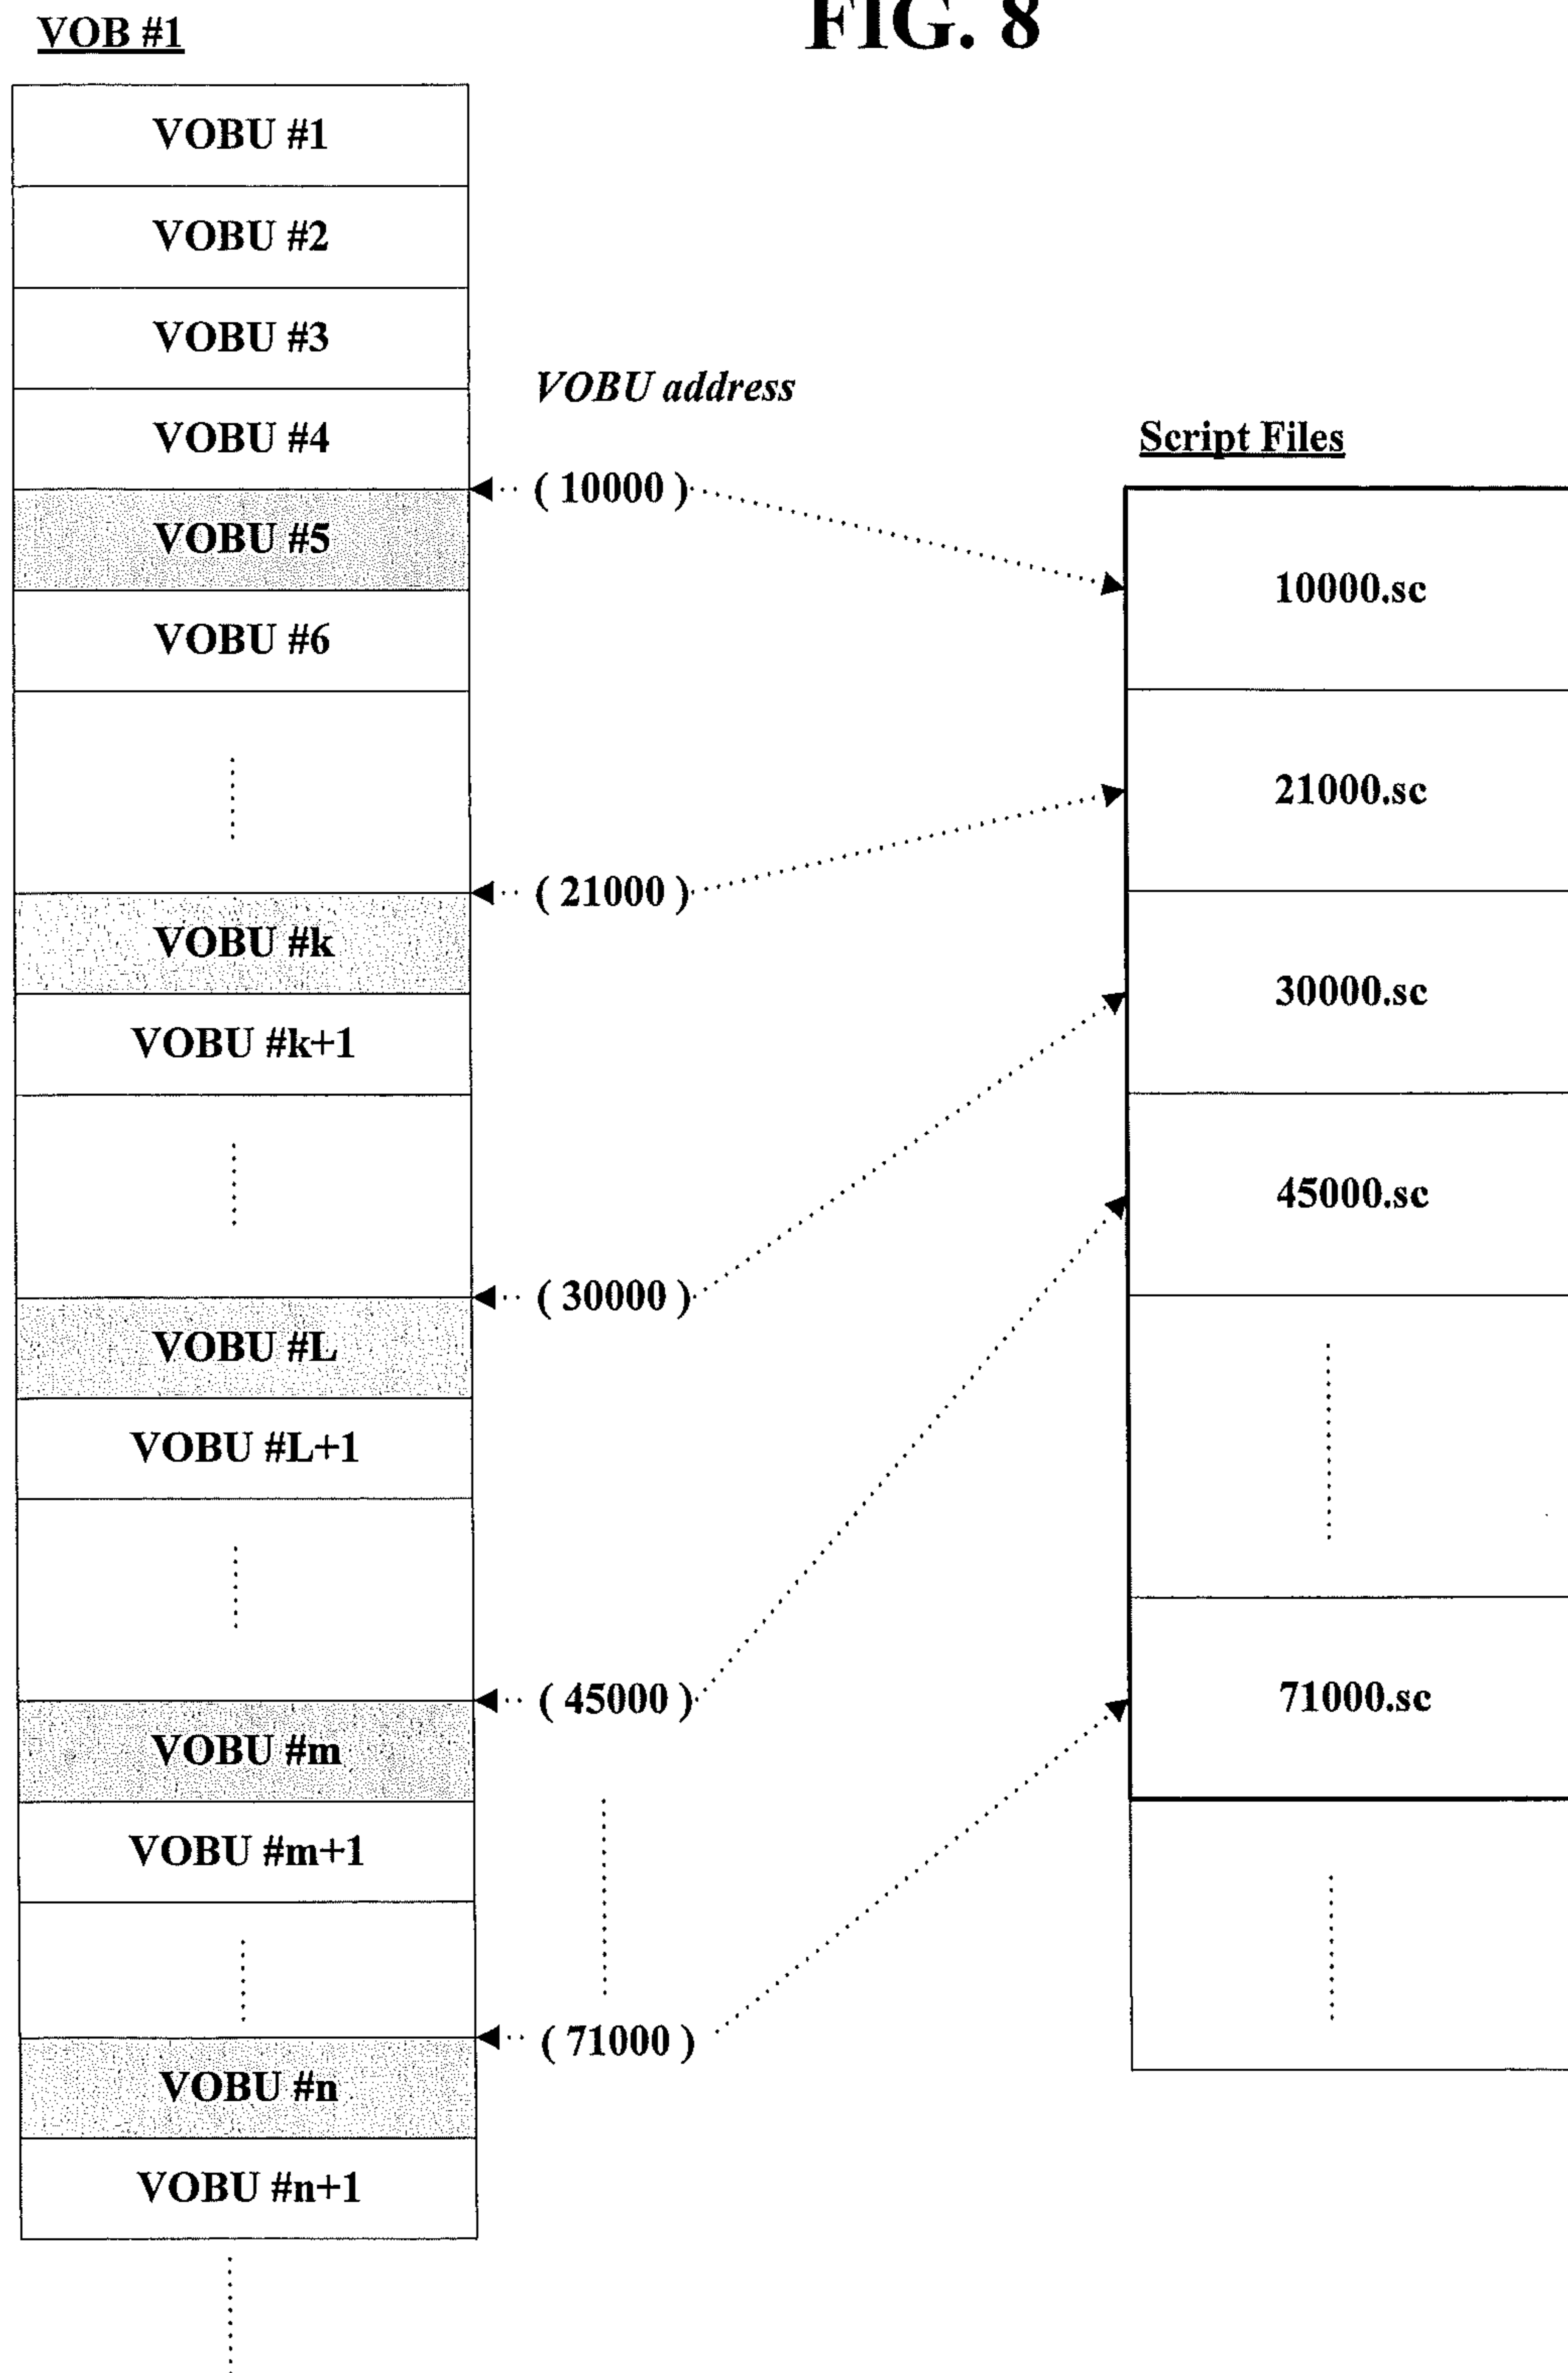 FIG. 8
VOB #1
VOBU #1
VOBU #2
VOBU #3
VOBU #4
VOBU #5
VOBU #6
VOBU #k
VOBU #k+1
VOBU #L
VOBU #L+1
VOBU #m
VOBU #m+1
VOBU #n
VOBU #n+1
VOBU address
( 10000 )
( 21000 )
( 30000 )
( 45000 )
( 71000 )
Script Files
10000.sc
21000.sc
30000.sc
45000.sc
71000.sc